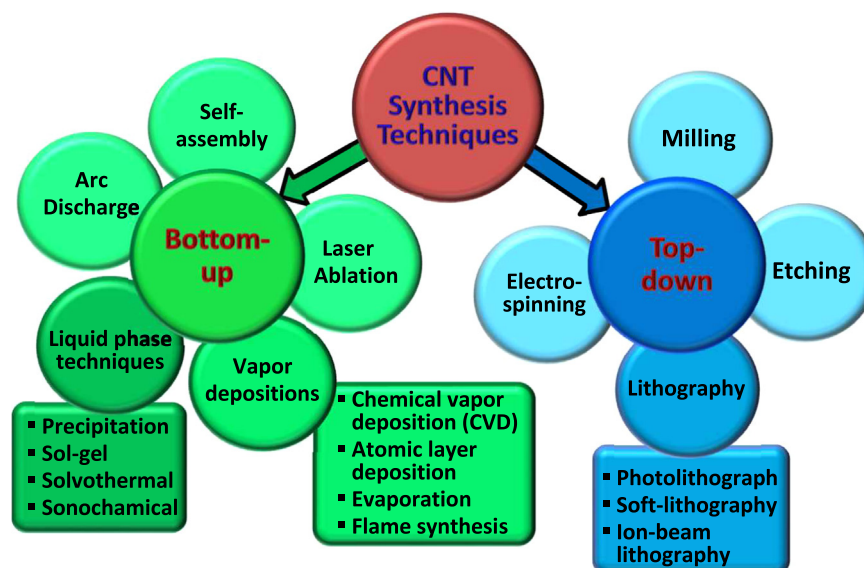 CNT
Synthesis
Techniques
Self-
assembly
Arc
Discharge
Bottom-
up
Laser
Ablation
Liquid phase
techniques
Vapor
depositions
▪ Precipitation
▪ Sol-gel
▪ Solvothermal
▪ Sonochamical
▪ Chemical vapor
deposition (CVD)
▪ Atomic layer
deposition
▪ Evaporation
▪ Flame synthesis
Milling
Top-
down
Electro-
spinning
Etching
Lithography
▪ Photolithograph
▪ Soft-lithography
▪ Ion-beam
lithography